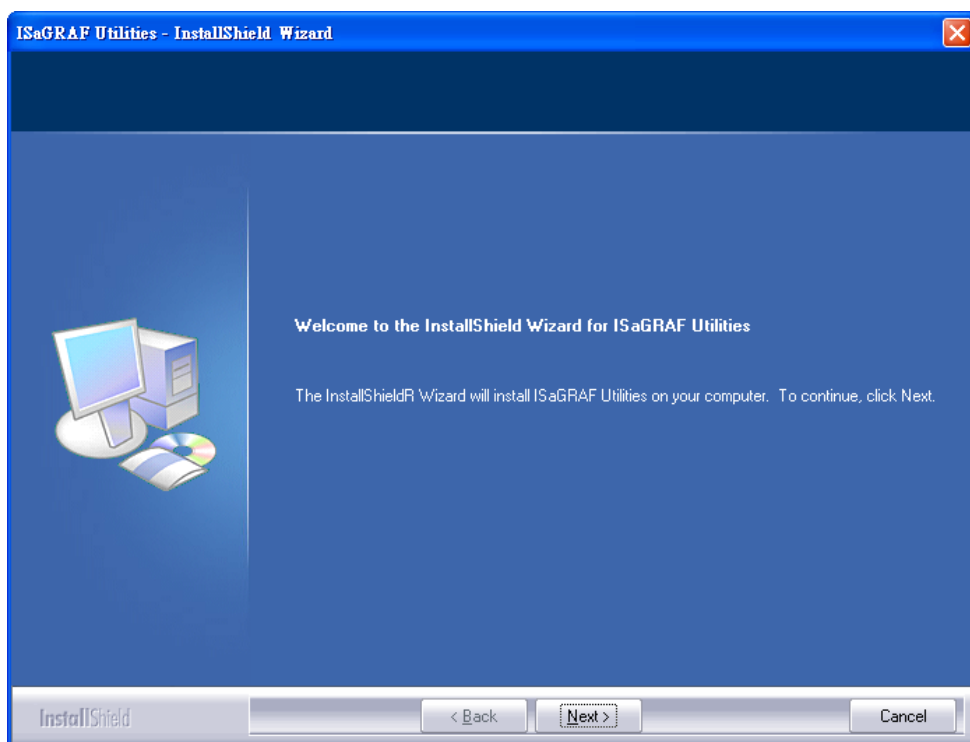 ISaGRAF Utilities - InstallShield Wizard
Welcome to the InstallShield Wizard for ISaGRAF Utilities
The InstallShieldR Wizard will install ISaGRAF Utilities on your computer. To continue, click Next.
InstallShield
< Back
Next >
Cancel